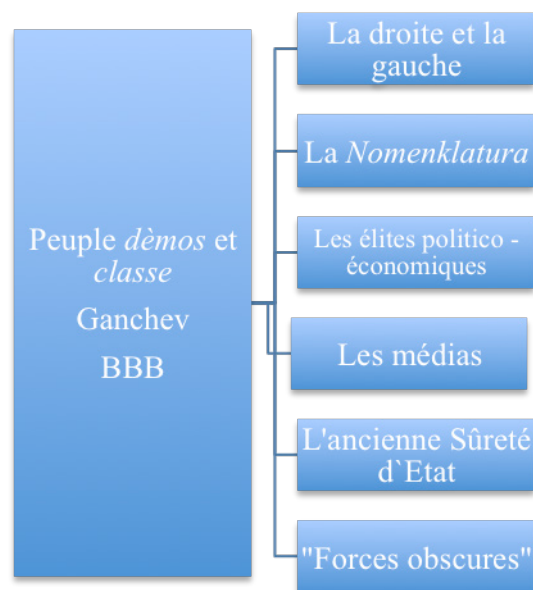 Peuple dèmos et
classe
Ganchev
BBB
La droite et la
gauche
La Nomenklatura
Les élites politico -
économiques
Les médias
L'ancienne Sûreté
d`Etat
"Forces obscures"